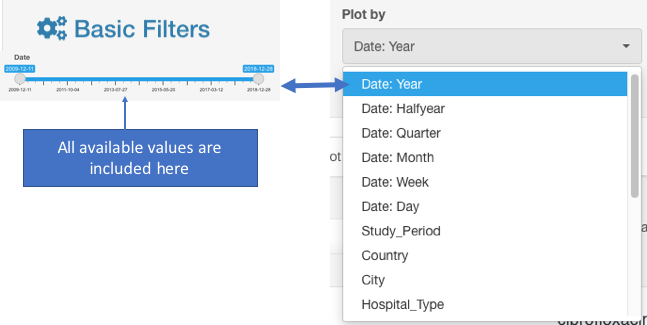 Basic Filters
Date
2009-12-11 2018-12-28
2009-12-11 2011-10-04 2013-07-27 2015-05-20 2017-03-12 2018-12-28
All available values are
included here
Plot by
Date: Year
Date: Year
Date: Halfyear
Date: Quarter
Date: Month
Date: Week
Date: Day
Study_Period
Country
City
Hospital_Type
ot